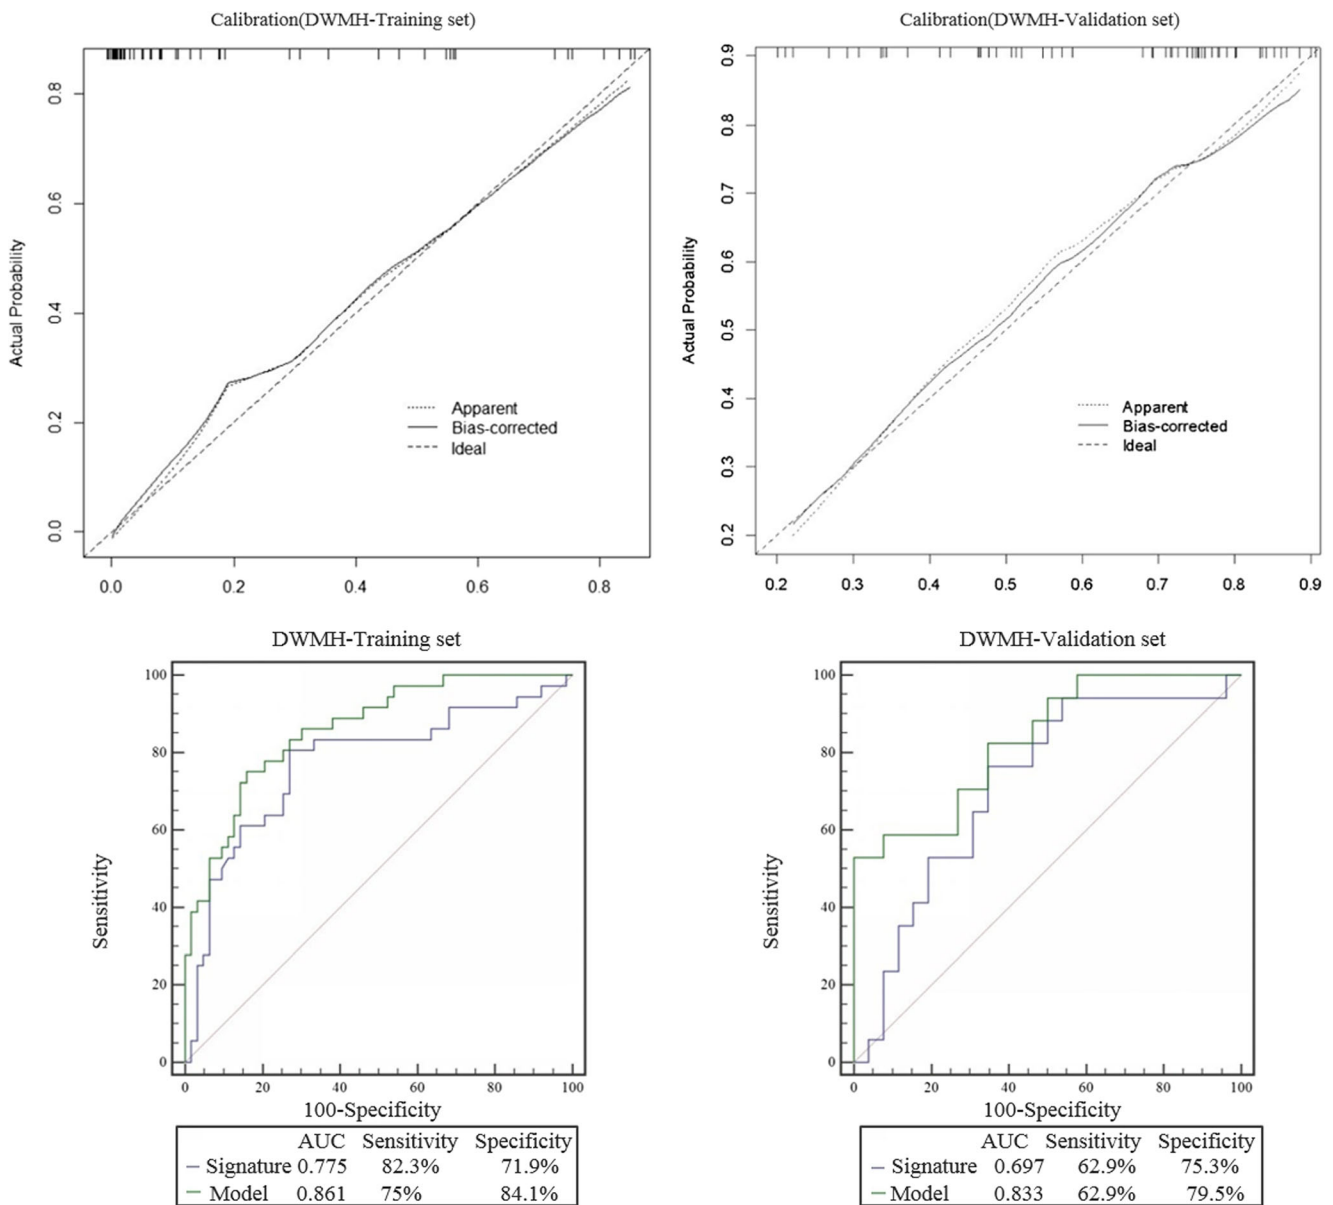 Calibration(DWMH-Training set)
Actual Probability
0.0 0.2 0.4 0.6 0.8
Apparent
Bias-corrected
Ideal
0.0 0.2 0.4 0.6 0.8
Calibration(DWMH-Validation set)
Actual Probability
0.2 0.3 0.4 0.5 0.6 0.7 0.8 0.9
Apparent
Bias-corrected
Ideal
0.2 0.3 0.4 0.5 0.6 0.7 0.8 0.9
DWMH-Training set
Sensitivity
100
80
60
40
20
0
0 20 40 60 80 100
100-Specificity
AUC Sensitivity Specificity
Signature 0.775 82.3% 71.9%
Model 0.861 75% 84.1%
DWMH-Validation set
Sensitivity
100
80
60
40
20
0
0 20 40 60 80 100
100-Specificity
AUC Sensitivity Specificity
Signature 0.697 62.9% 75.3%
Model 0.833 62.9% 79.5%